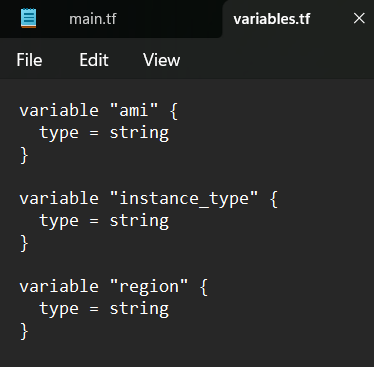 main.tf variables.tf
File Edit View
variable "ami" {
  type = string
}
variable "instance_type" {
  type = string
}
variable "region" {
  type = string
}